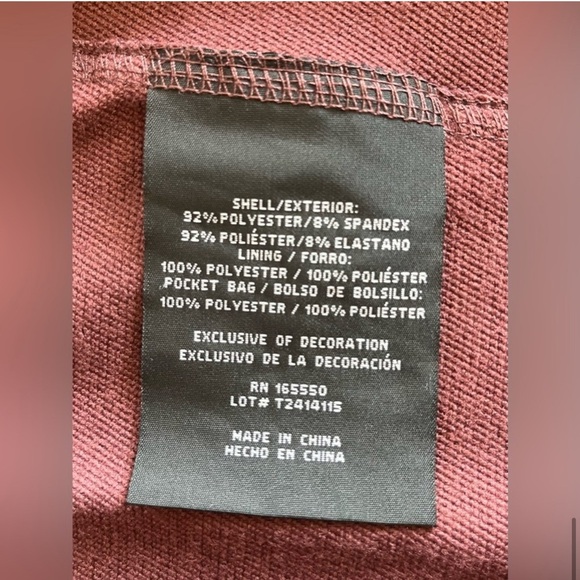 SHELL/EXTERIOR:
92% POLYESTER/8% SPANDEX
92% POLIÉSTER/8% ELASTANO
LINING / FORRO:
100% POLYESTER / 100% POLIÉSTER
POCKET BAG / BOLSO DE BOLSILLO:
100% POLYESTER / 100% POLIÉSTER
EXCLUSIVE OF DECORATION
EXCLUSIVO DE LA DECORACIÓN
RN 165550
LOT# T2414115
MADE IN CHINA
HECHO EN CHINA